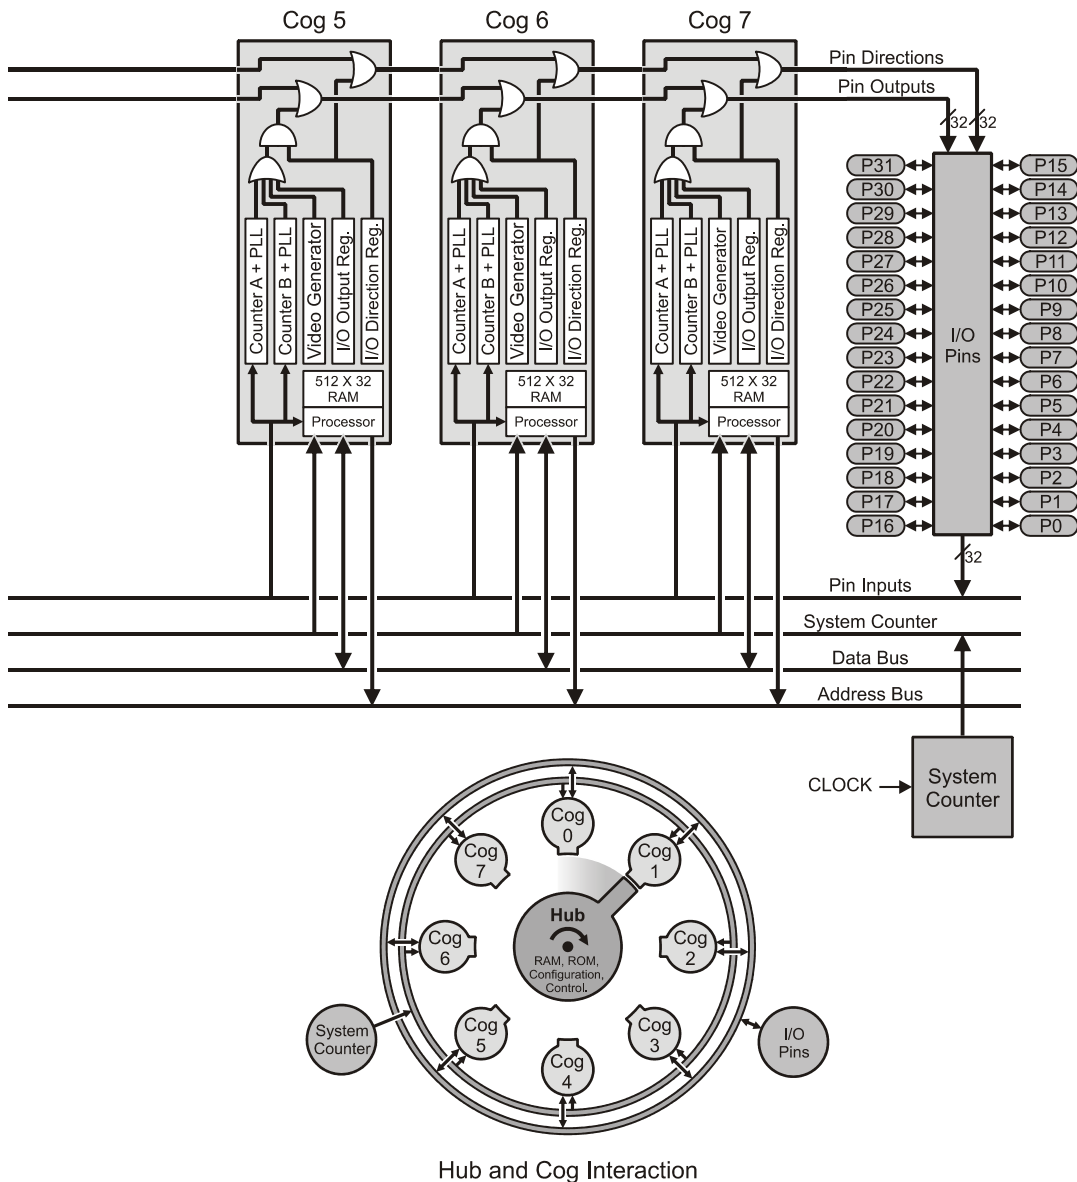 Cog 5
Cog 6
Cog 7
Pin Directions
Pin Outputs
32
32
Counter A + PLL
Counter B + PLL
Video Generator
I/O Output Reg.
I/O Direction Reg.
512 X 32
RAM
Processor
Counter A + PLL
Counter B + PLL
Video Generator
I/O Output Reg.
I/O Direction Reg.
512 X 32
RAM
Processor
Counter A + PLL
Counter B + PLL
Video Generator
I/O Output Reg.
I/O Direction Reg.
512 X 32
RAM
Processor
P31
P30
P29
P28
P27
P26
P25
P24
P23
P22
P21
P20
P19
P18
P17
P16
I/O
Pins
P15
P14
P13
P12
P11
P10
P9
P8
P7
P6
P5
P4
P3
P2
P1
P0
32
Pin Inputs
System Counter
Data Bus
Address Bus
CLOCK
System
Counter
Cog
0
Cog
1
Cog
2
Cog
3
Cog
4
Cog
5
Cog
6
Cog
7
Hub
RAM, ROM,
Configuration,
Control.
System
Counter
I/O
Pins
Hub and Cog Interaction